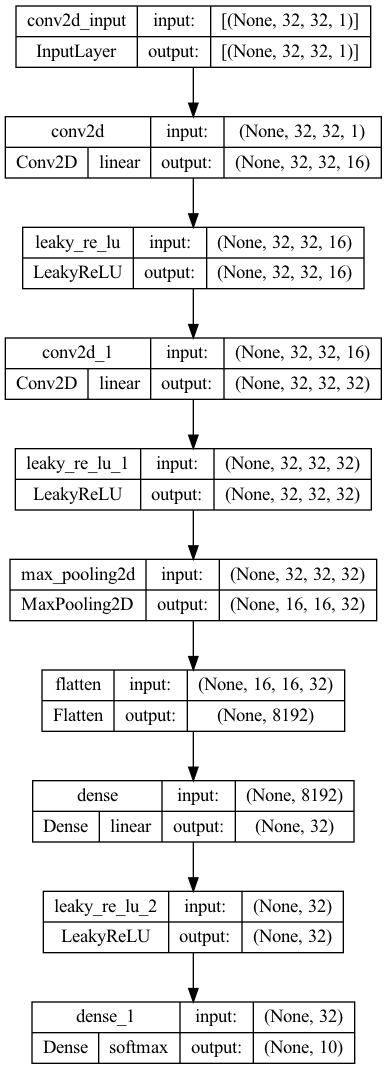 conv2d_input input: [(None, 32, 32, 1)]
InputLayer output: [(None, 32, 32, 1)]
conv2d input: (None, 32, 32, 1)
Conv2D linear output: (None, 32, 32, 16)
leaky_re_lu input: (None, 32, 32, 16)
LeakyReLU output: (None, 32, 32, 16)
conv2d_1 input: (None, 32, 32, 16)
Conv2D linear output: (None, 32, 32, 32)
leaky_re_lu_1 input: (None, 32, 32, 32)
LeakyReLU output: (None, 32, 32, 32)
max_pooling2d input: (None, 32, 32, 32)
MaxPooling2D output: (None, 16, 16, 32)
flatten input: (None, 16, 16, 32)
Flatten output: (None, 8192)
dense input: (None, 8192)
Dense linear output: (None, 32)
leaky_re_lu_2 input: (None, 32)
LeakyReLU output: (None, 32)
dense_1 input: (None, 32)
Dense softmax output: (None, 10)